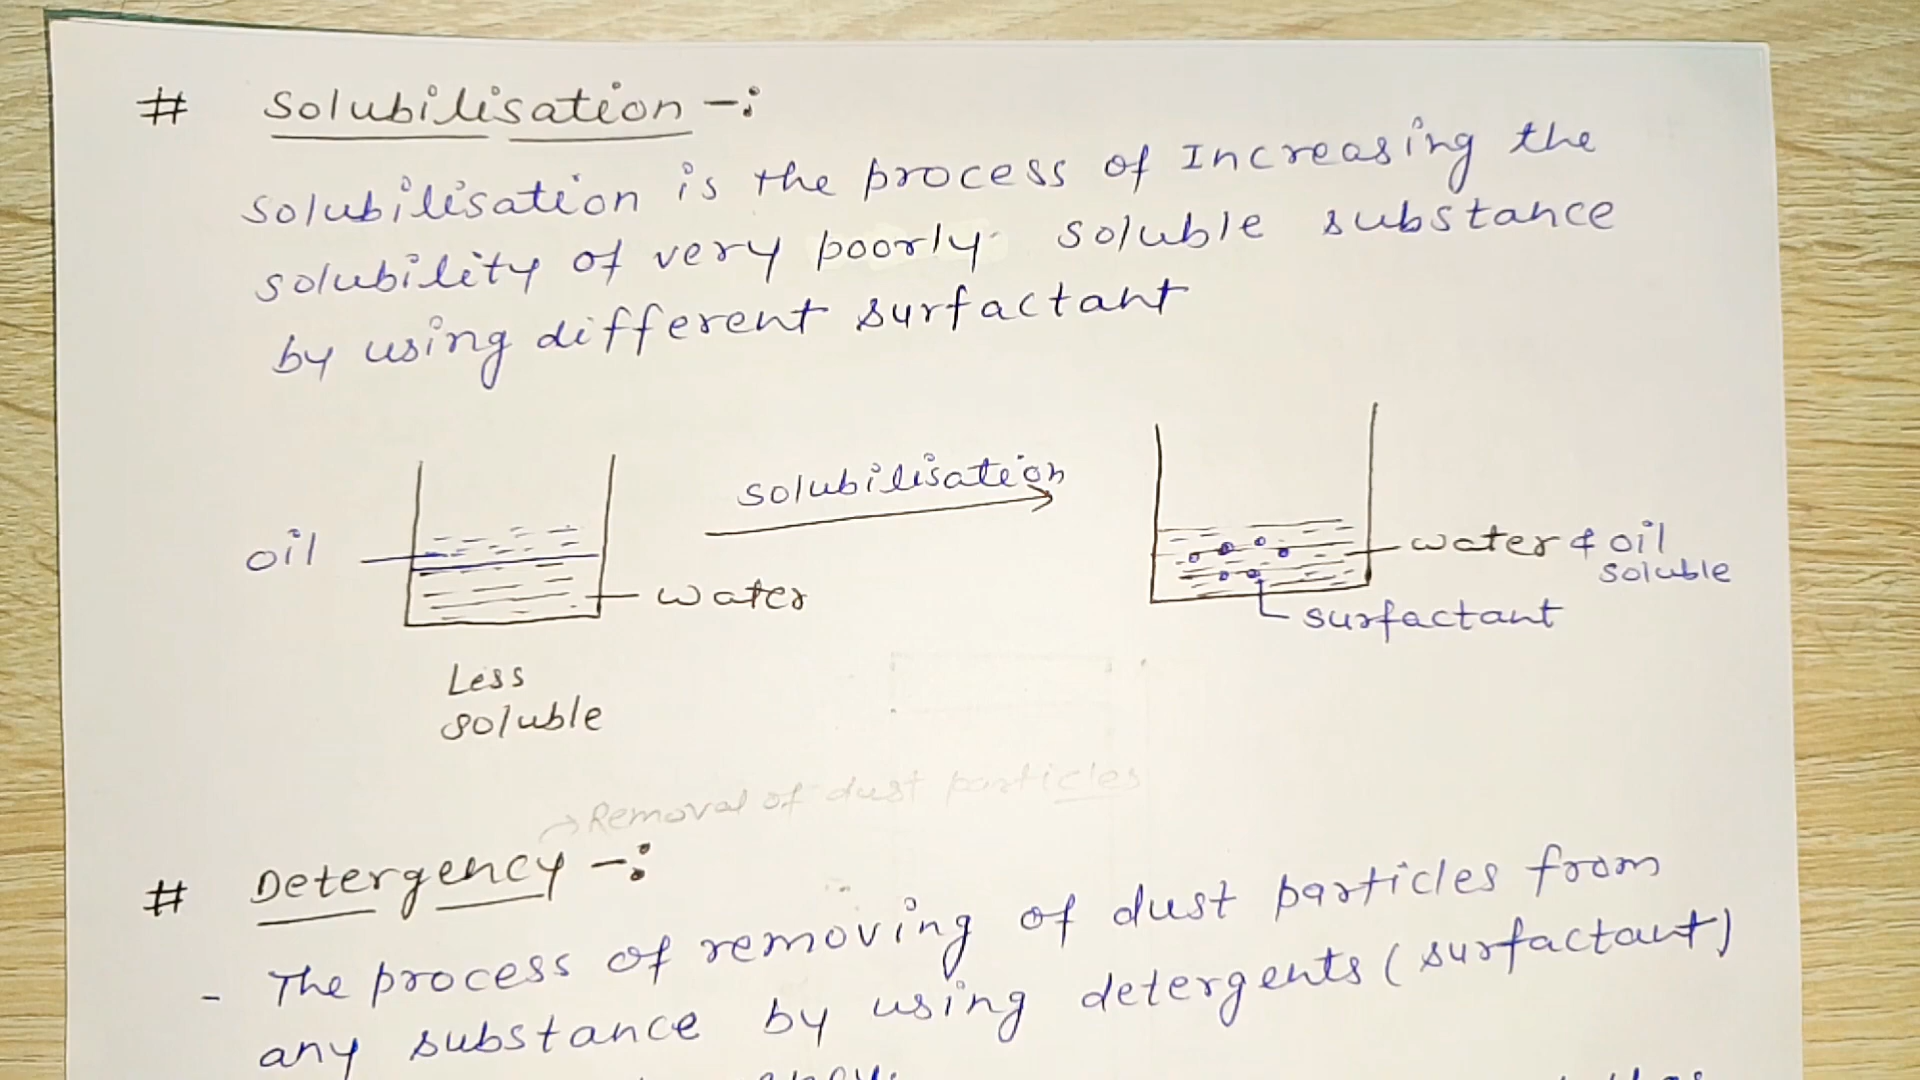 # Solubilisation -:
solubilisation is the process of Increasing the
solubility of very poorly soluble substance
by using different surfactant
solubilisation
oil
water
water & oil
soluble
surfactant
Less
soluble
→ Removal of dust particles
# Detergency -:
- The process of removing of dust particles from
any substance by using detergents (surfactant)